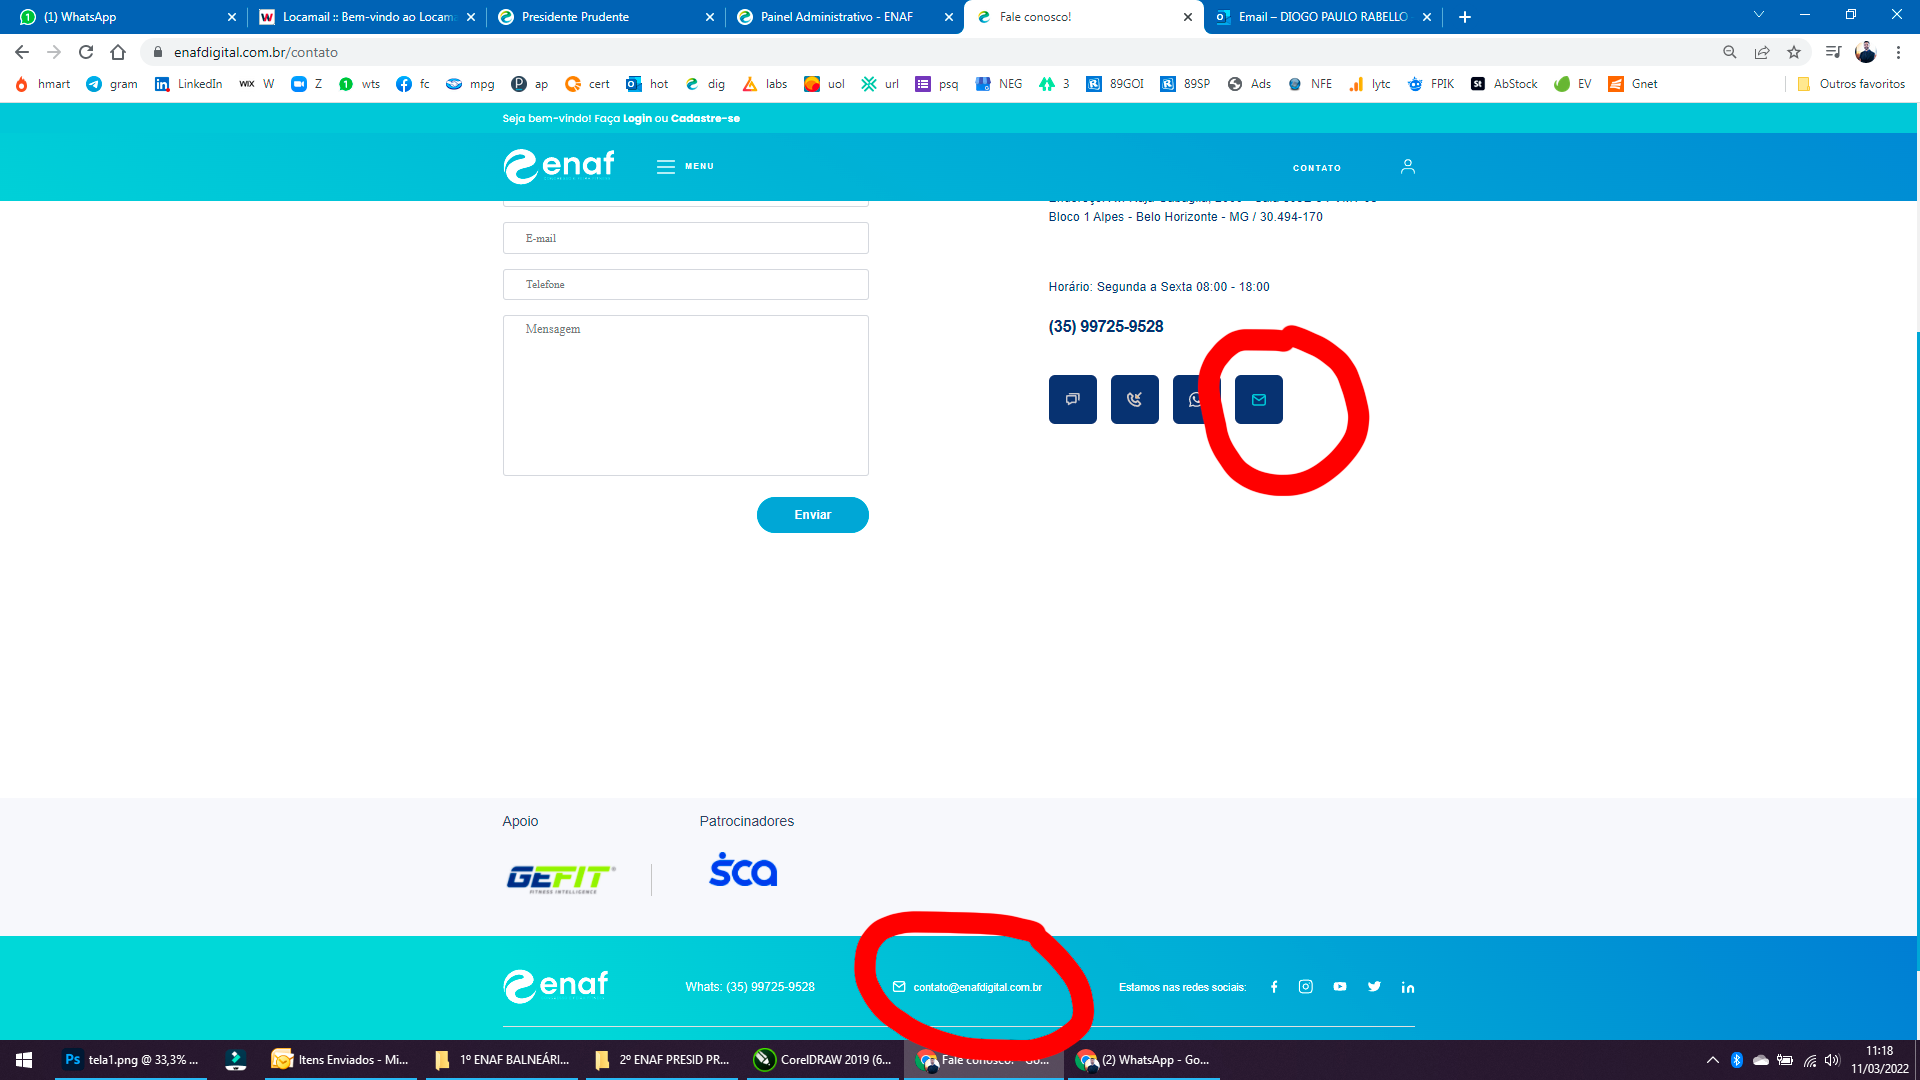 (1) WhatsApp
Locamail :: Bem-vindo ao Locama
Presidente Prudente
Painel Administrativo - ENAF
Fale conosco!
Email – DIOGO PAULO RABELLO
enafdigital.com.br/contato
hmart gram LinkedIn WIX W Z wts fc mpg ap cert hot dig labs uol url psq NEG 3 89GOI 89SP Ads NFE lytc FPIK AbStock EV Gnet Outros favoritos
Seja bem-vindo! Faça Login ou Cadastre-se
enaf
MENU
CONTATO
Bloco 1 Alpes - Belo Horizonte - MG / 30.494-170
E-mail
Horário: Segunda a Sexta 08:00 - 18:00
Telefone
(35) 99725-9528
Mensagem
Enviar
Apoio
Patrocinadores
GEFIT
FITNESS INTELLIGENCE
sca
enaf
Whats: (35) 99725-9528
contato@enafdigital.com.br
Estamos nas redes sociais:
tela1.png @ 33,3% ...
Itens Enviados - Mi...
1º ENAF BALNEÁRI...
2º ENAF PRESID PR...
CorelDRAW 2019 (6...
Fale conosco! - Go...
(2) WhatsApp - Go...
11:18
11/03/2022